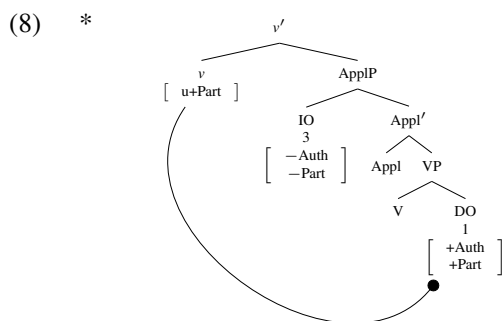 (8) * v′
v ApplP
[ u+Part ]
IO Appl′
3
[ −Auth Appl VP
−Part ]
V DO
1
[ +Auth
+Part ]